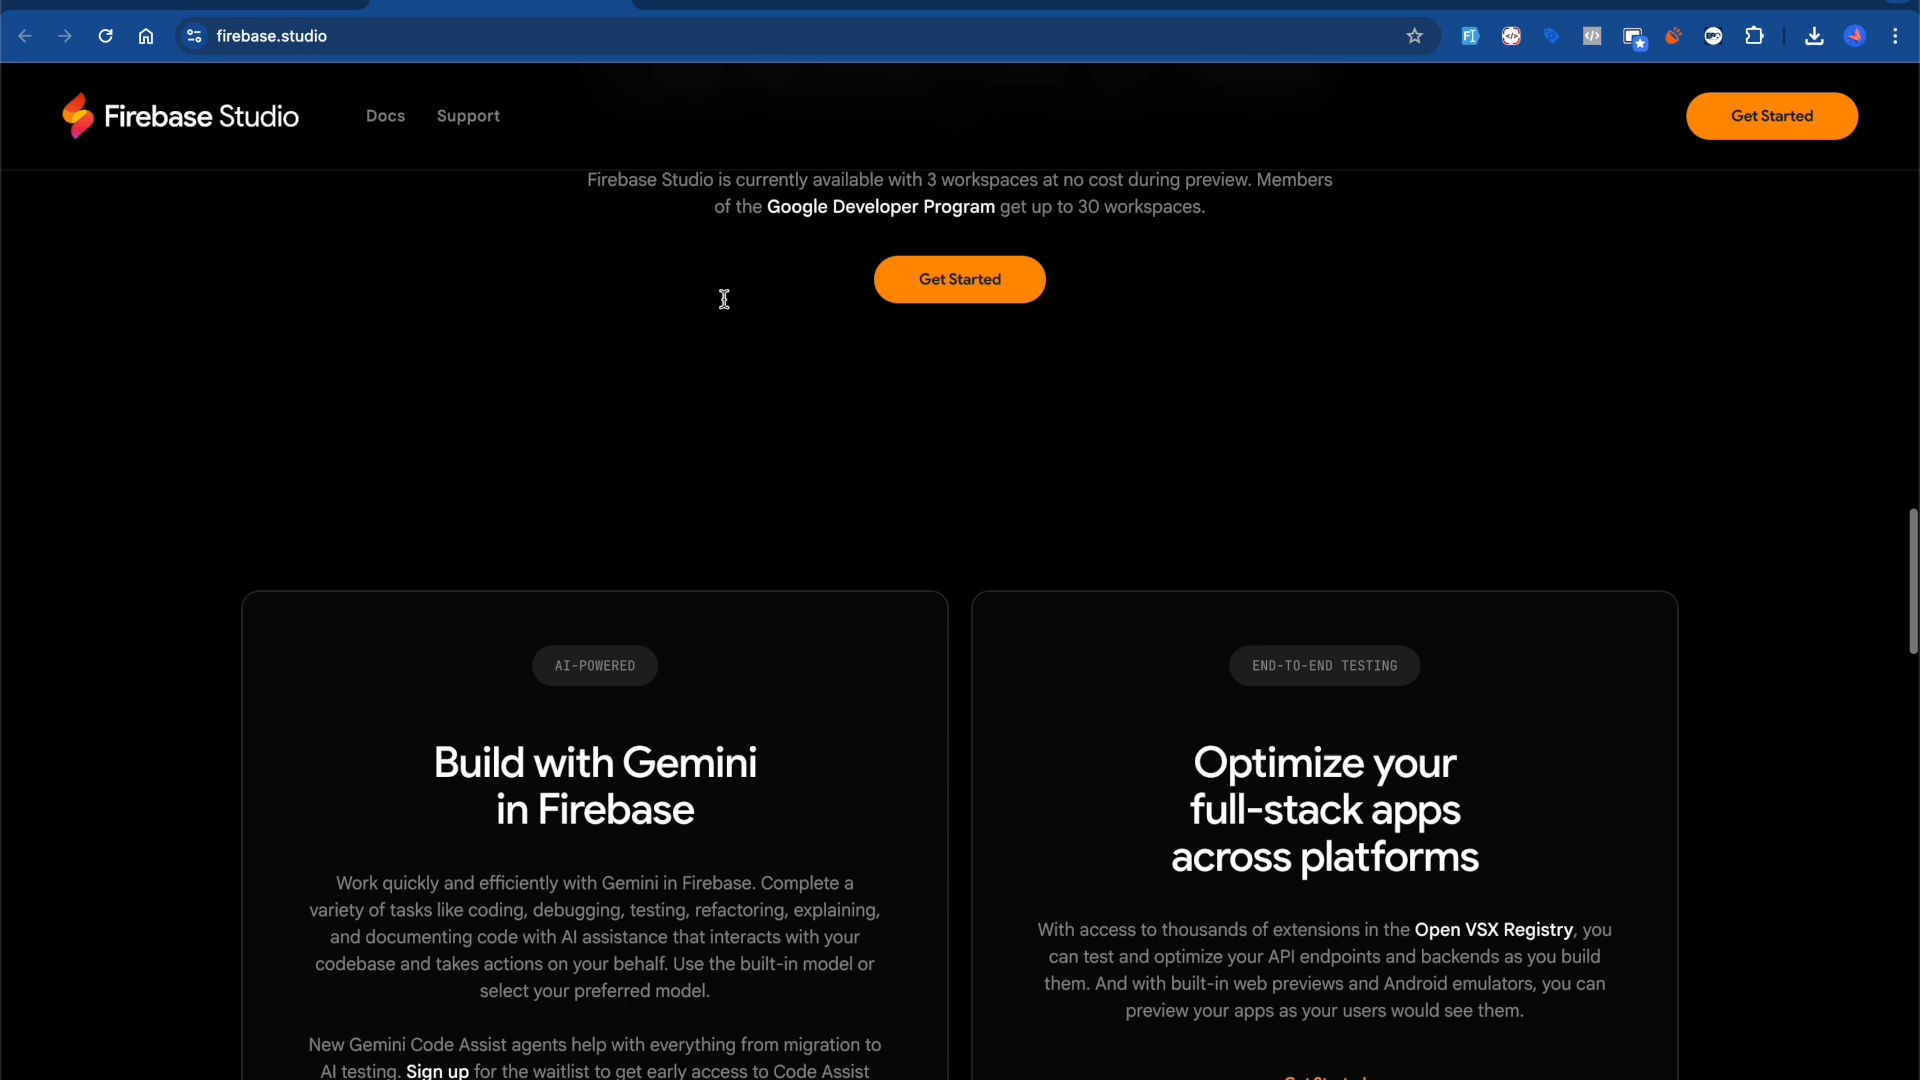 firebase.studio
Firebase Studio
Docs
Support
Get Started
Firebase Studio is currently available with 3 workspaces at no cost during preview. Members
of the Google Developer Program get up to 30 workspaces.
Get Started
AI-POWERED
Build with Gemini
in Firebase
Work quickly and efficiently with Gemini in Firebase. Complete a
variety of tasks like coding, debugging, testing, refactoring, explaining,
and documenting code with AI assistance that interacts with your
codebase and takes actions on your behalf. Use the built-in model or
select your preferred model.
New Gemini Code Assist agents help with everything from migration to
AI testing. Sign up for the waitlist to get early access to Code Assist
END-TO-END TESTING
Optimize your
full-stack apps
across platforms
With access to thousands of extensions in the Open VSX Registry, you
can test and optimize your API endpoints and backends as you build
them. And with built-in web previews and Android emulators, you can
preview your apps as your users would see them.